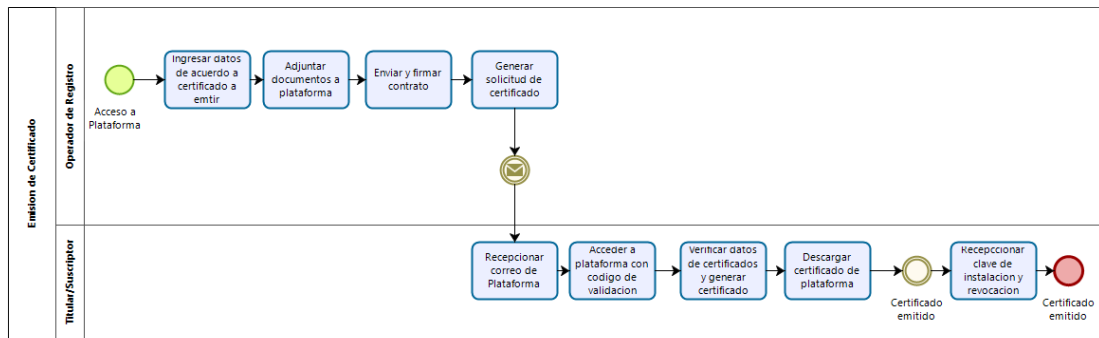 Emision de Certificado
Operador de Registro
Acceso a
Plataforma
Ingresar datos
de acuerdo a
certificado a
emtir
Adjuntar
documentos a
plataforma
Enviar y firmar
contrato
Generar
solicitud de
certificado
Titular/Suscriptor
Recepcionar
correo de
Plataforma
Acceder a
plataforma con
codigo de
validacion
Verificar datos
de certificados
y generar
certificado
Descargar
certificado de
plataforma
Certificado
emitido
Recepccionar
clave de
instalacion y
revocacion
Certificado
emitido